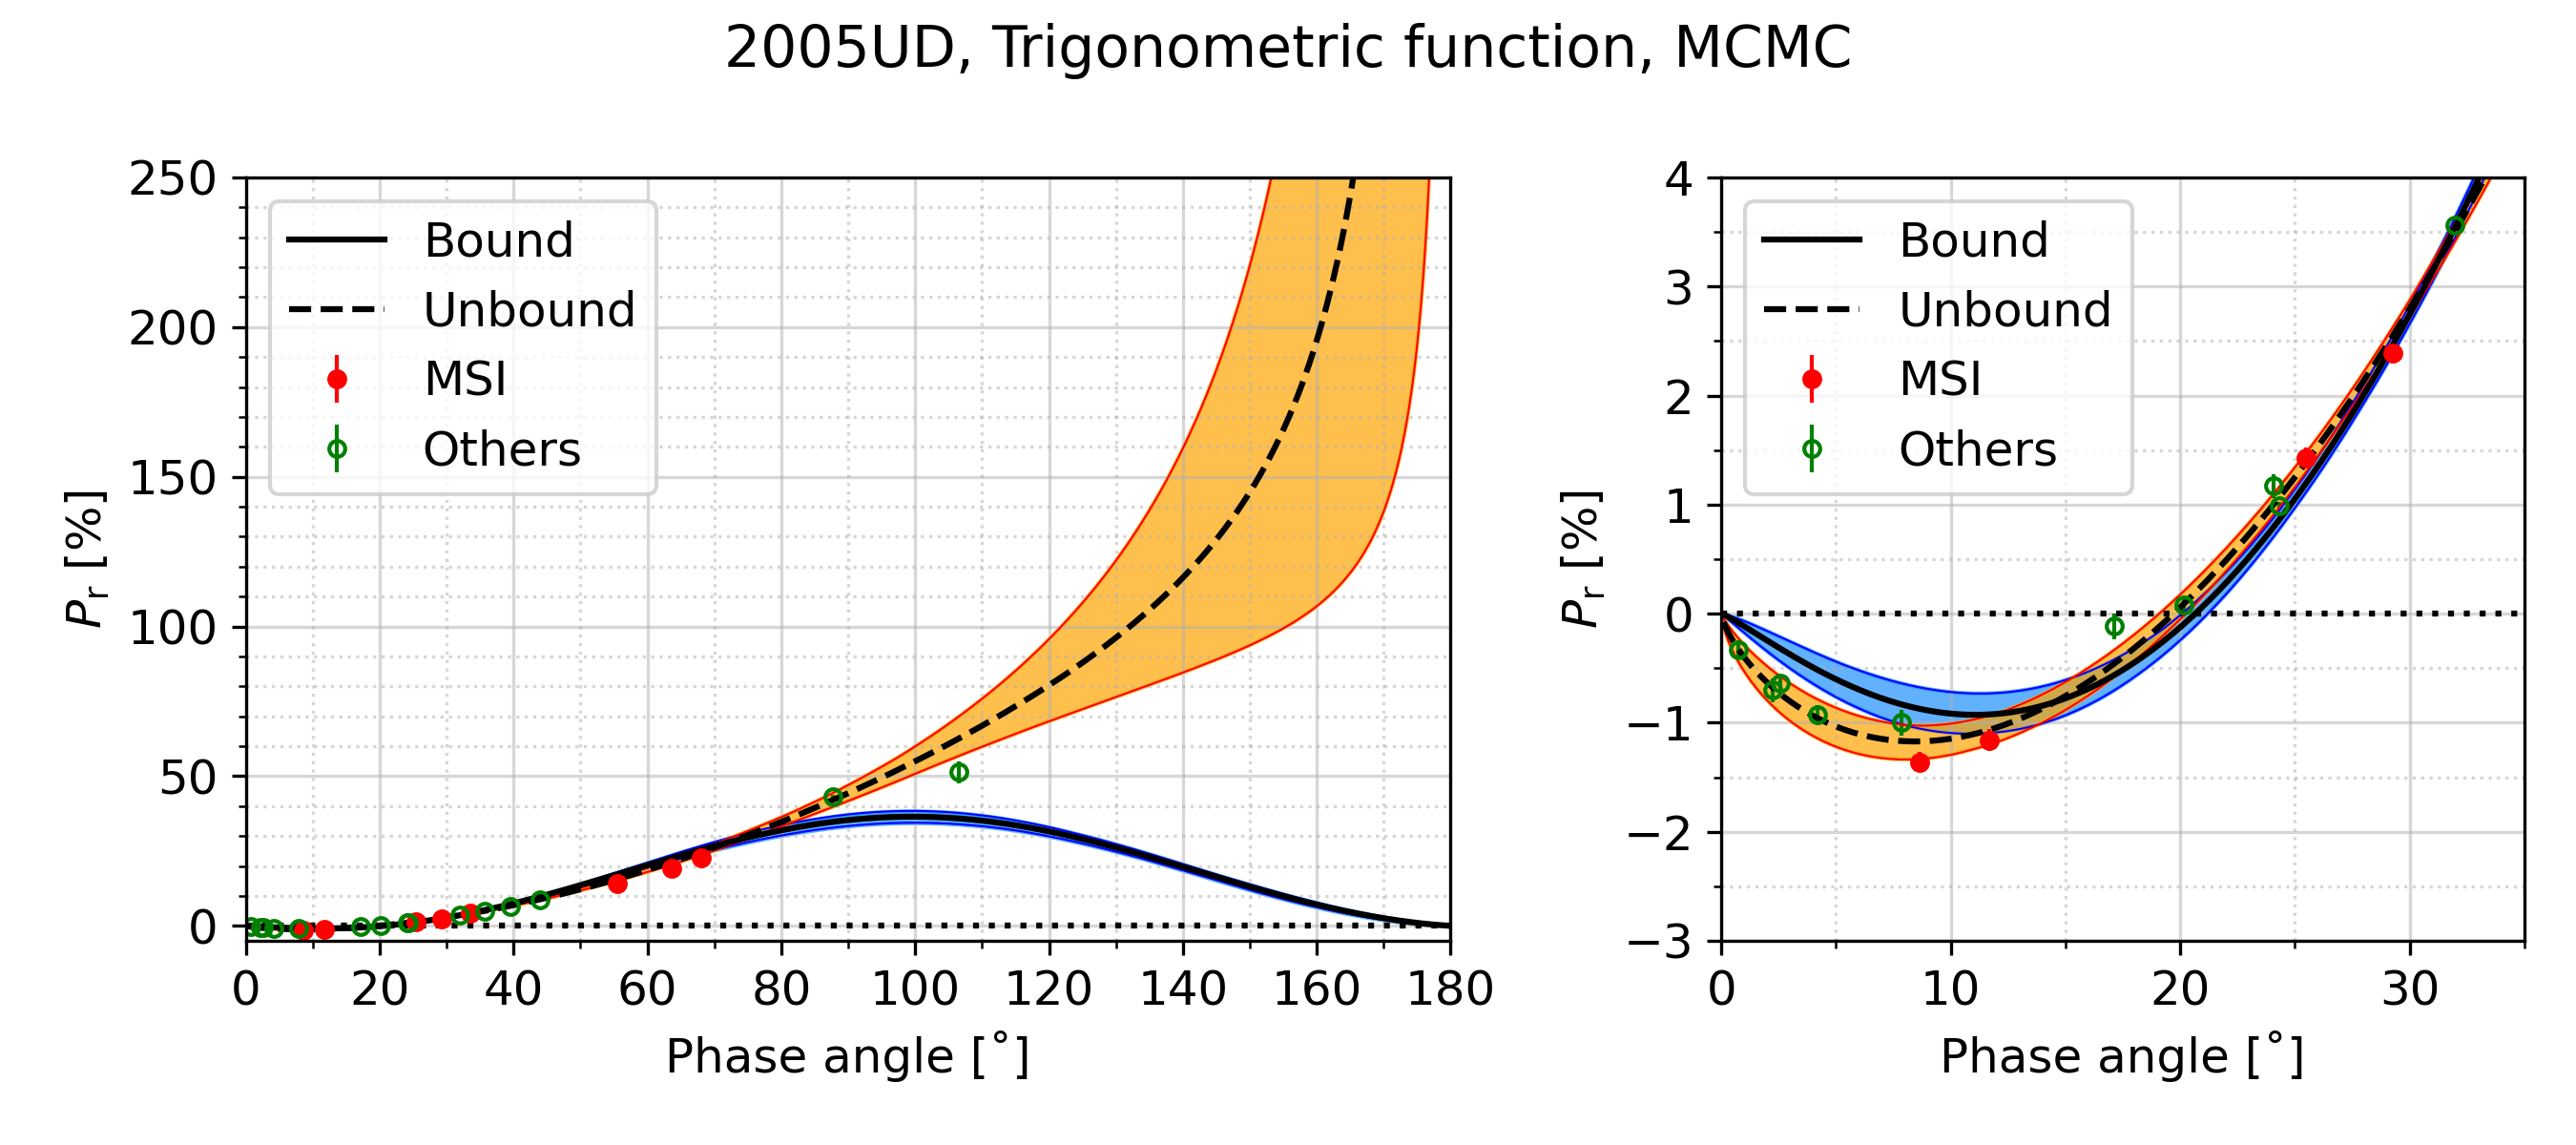 2005UD, Trigonometric function, MCMC
250
200
150
100
50
0
P_r [%]
Bound
Unbound
MSI
Others
0 20 40 60 80 100 120 140 160 180
Phase angle [˚]
4
3
2
1
0
−1
−2
−3
P_r [%]
Bound
Unbound
MSI
Others
0 10 20 30
Phase angle [˚]